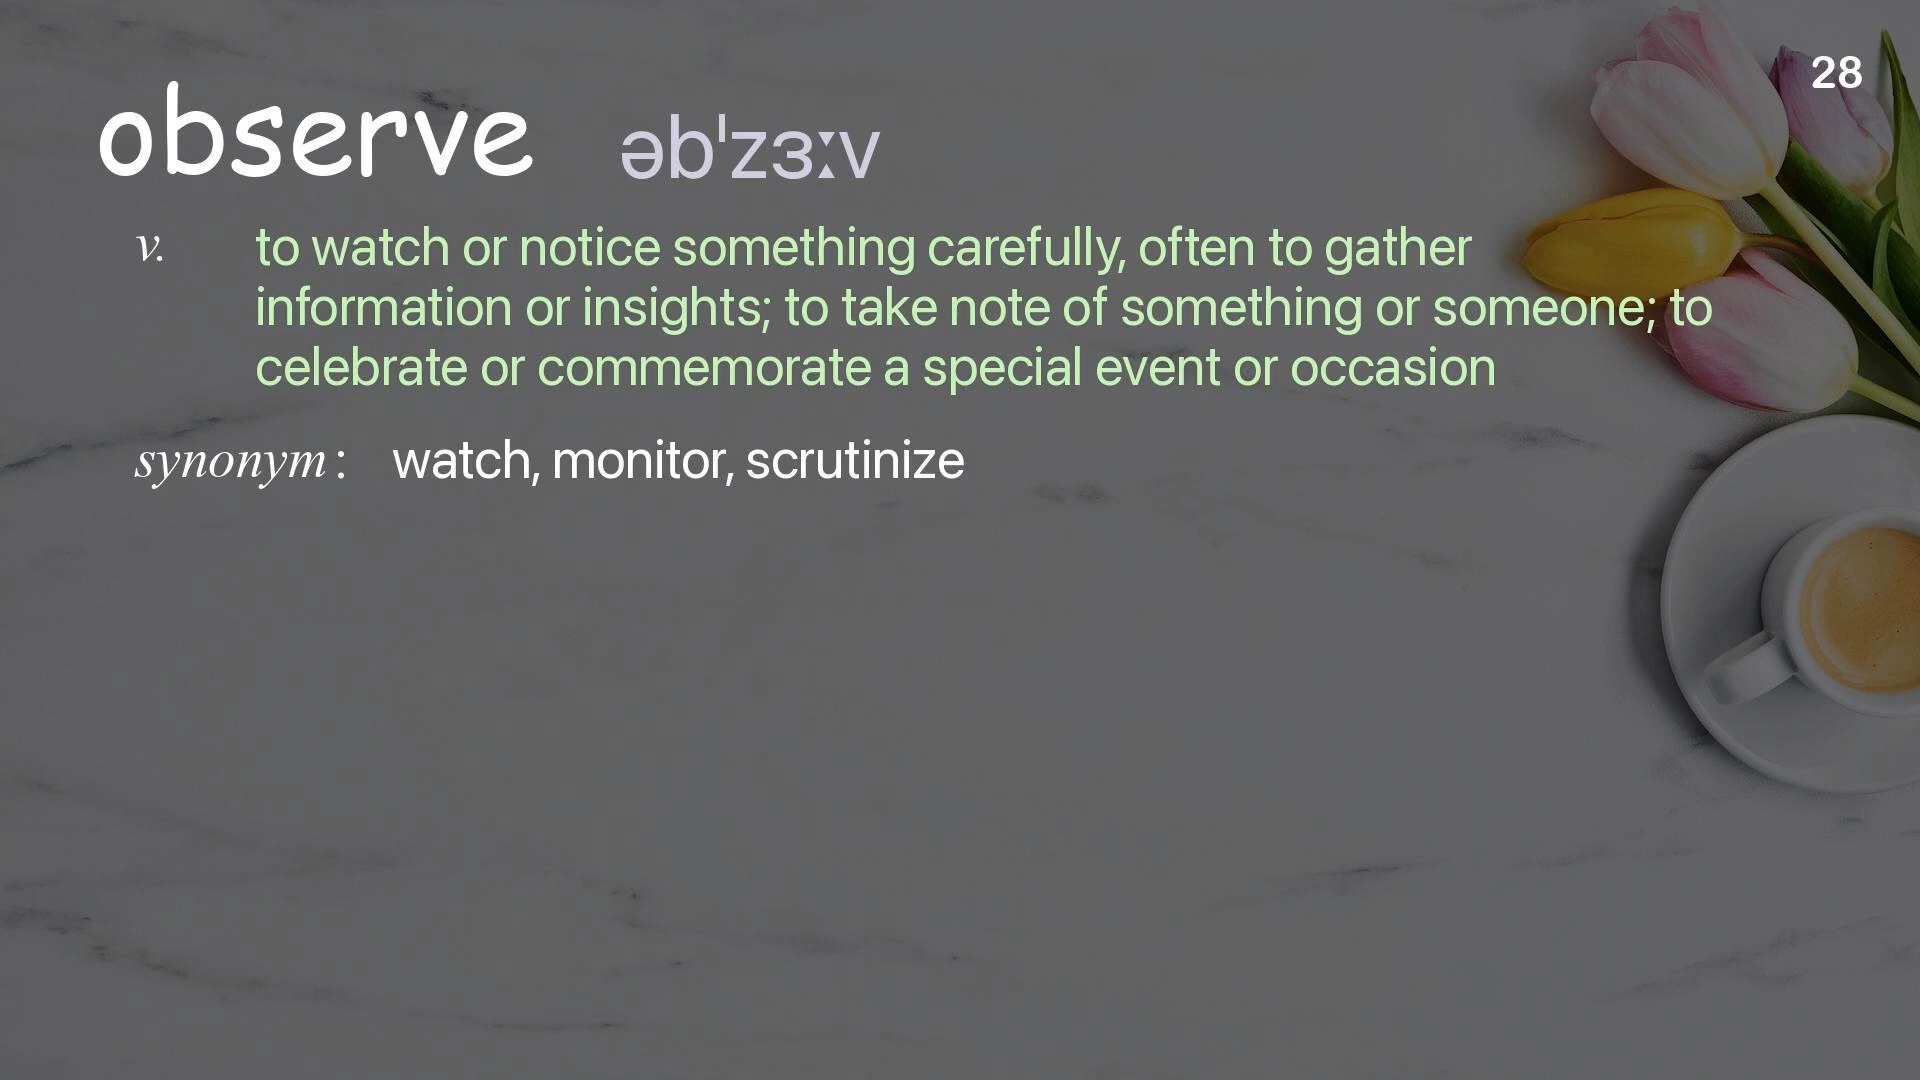 28
observe əbˈzɜːv
v. to watch or notice something carefully, often to gather
information or insights; to take note of something or someone; to
celebrate or commemorate a special event or occasion
synonym: watch, monitor, scrutinize